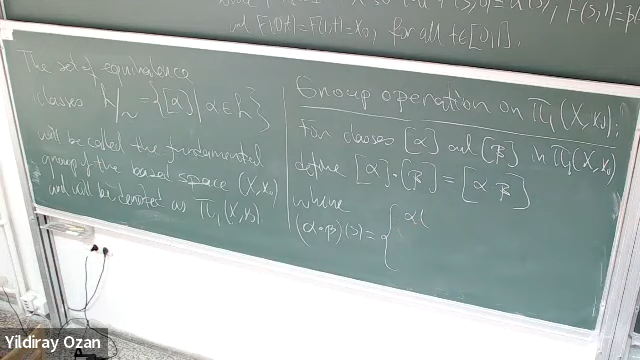 and F(0,t)=F(1,t)=x₀, for all t∈[0,1].
The set of equivalence
classes /~ = {[α] | α ∈ }
will be called the fundamental
group of the based space (X,x₀)
and will be denoted as π₁(X,x₀)
Group operation on π₁(X,x₀):
For classes [α] and [β] in π₁(X,x₀)
define [α]·[β] = [α β]
where
(α∘β)(s) = { α(
Yildiray Ozan